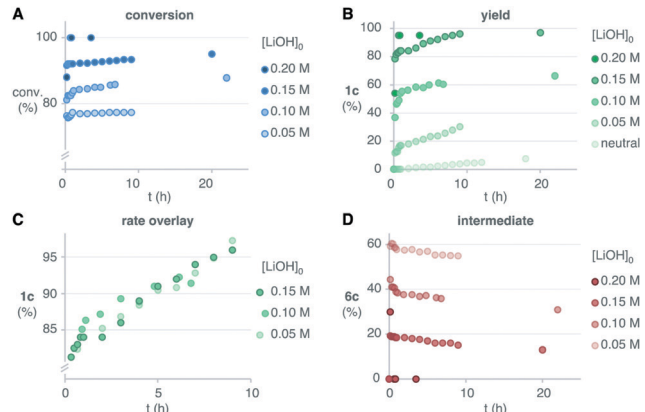 A conversion
[LiOH]0
0.20 M
0.15 M
0.10 M
0.05 M
conv.
(%)
100
80
0 10 20
t (h)
B yield
[LiOH]0
0.20 M
0.15 M
0.10 M
0.05 M
neutral
1c
(%)
100
80
60
40
20
0
0 10 20
t (h)
C rate overlay
[LiOH]0
0.15 M
0.10 M
0.05 M
1c
(%)
95
90
85
0 5 10
t (h)
D intermediate
[LiOH]0
0.20 M
0.15 M
0.10 M
0.05 M
6c
(%)
60
40
20
0
0 10 20
t (h)